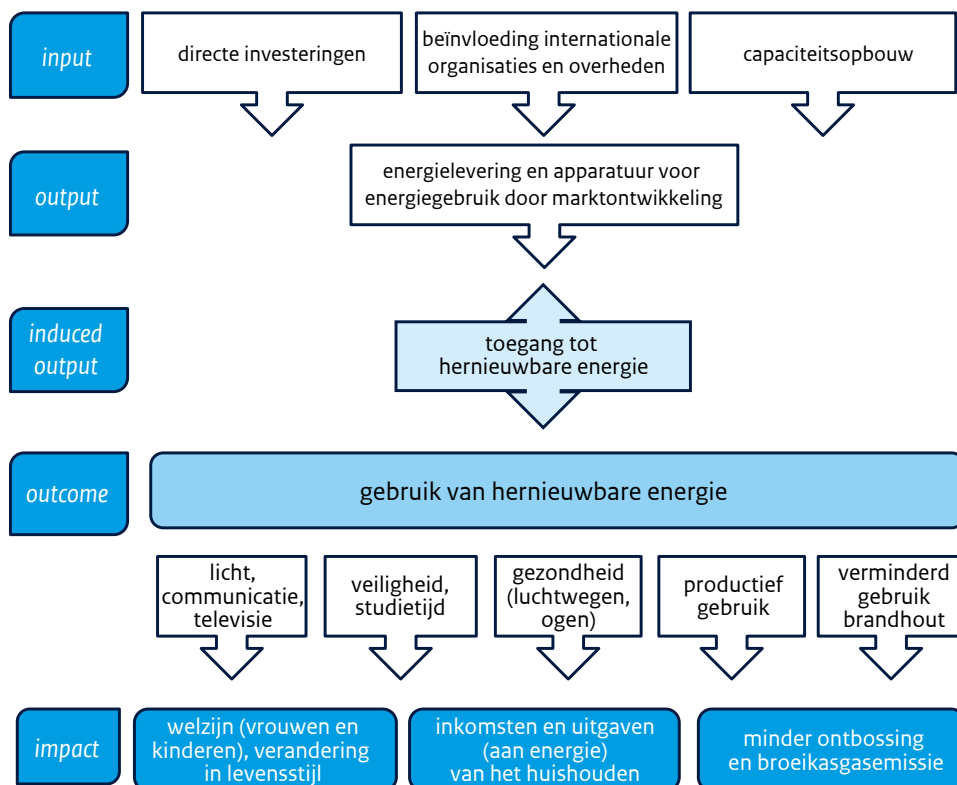 input
directe investeringen
beïnvloeding internationale
organisaties en overheden
capaciteitsopbouw
output
energielevering en apparatuur voor
energiegebruik door marktontwikkeling
induced
output
toegang tot
hernieuwbare energie
outcome
gebruik van hernieuwbare energie
licht,
communicatie,
televisie
veiligheid,
studietijd
gezondheid
(luchtwegen,
ogen)
productief
gebruik
verminderd
gebruik
brandhout
impact
welzijn (vrouwen en
kinderen), verandering
in levensstijl
inkomsten en uitgaven
(aan energie)
van het huishouden
minder ontbossing
en broeikasgasemissie